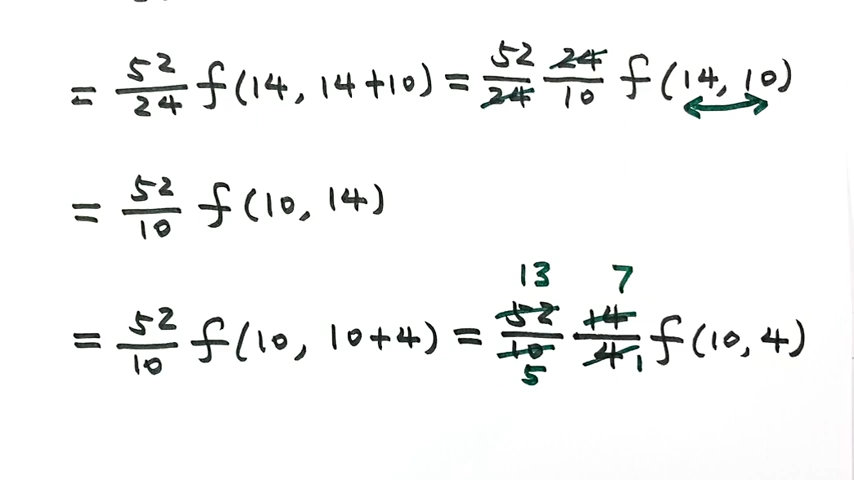 = 52/24 f(14, 14+10) = 52/24 24/10 f(14, 10)
= 52/10 f(10, 14)
13 7
= 52/10 f(10, 10+4) = 52/10 14/4 f(10, 4)
5 1